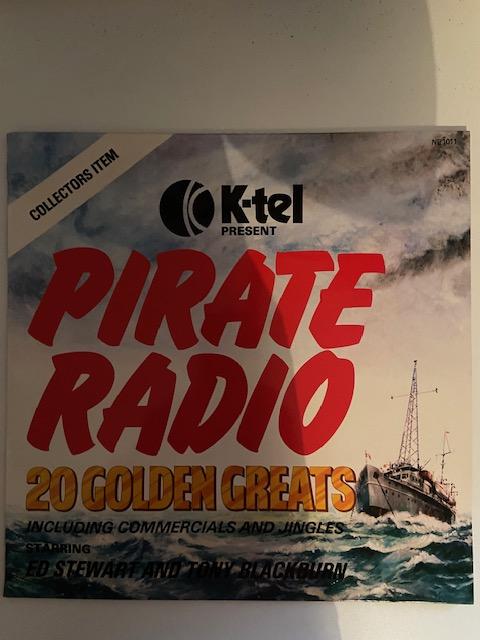 COLLECTORS ITEM
NE1011
K-tel
PRESENT
PIRATE
RADIO
20 GOLDEN GREATS
INCLUDING COMMERCIALS AND JINGLES
STARRING
ED STEWART AND TONY BLACKBURN